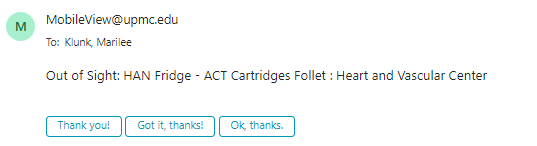 M
MobileView@upmc.edu
To: Klunk, Marilee
Out of Sight: HAN Fridge - ACT Cartridges Follet : Heart and Vascular Center
Thank you! Got it, thanks! Ok, thanks.